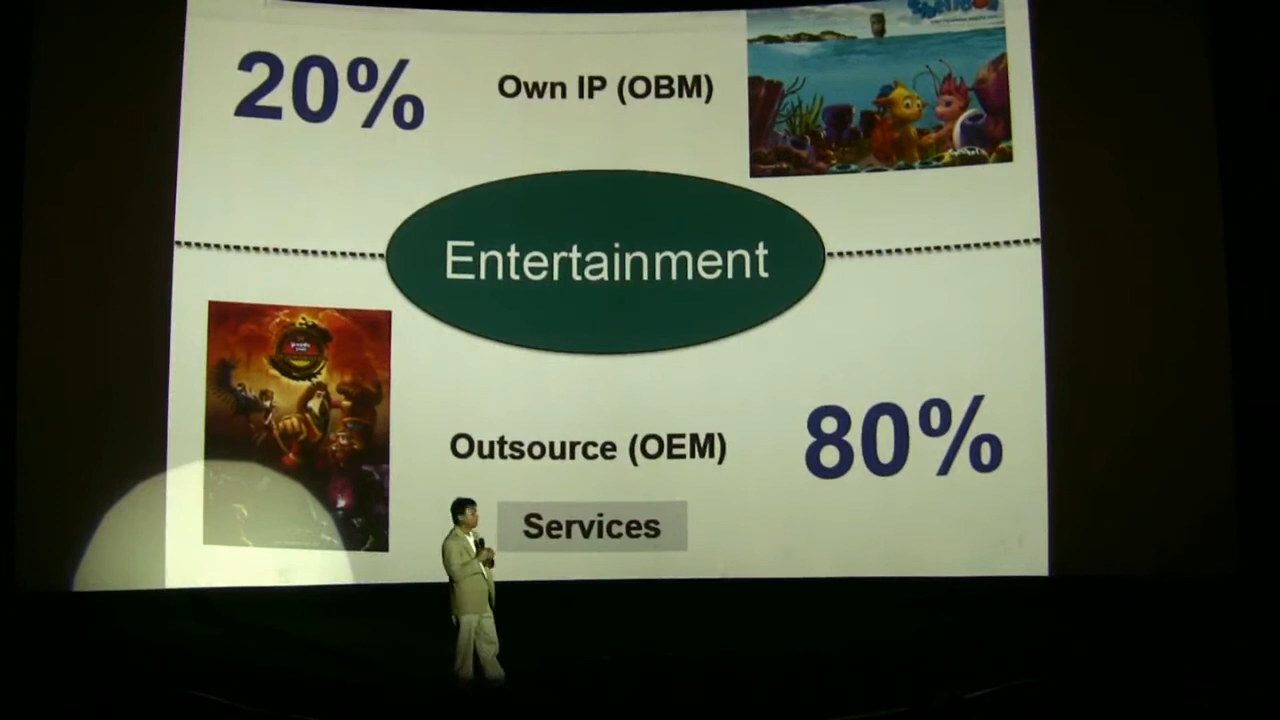 20%
Own IP (OBM)
Entertainment
Outsource (OEM)
80%
Services